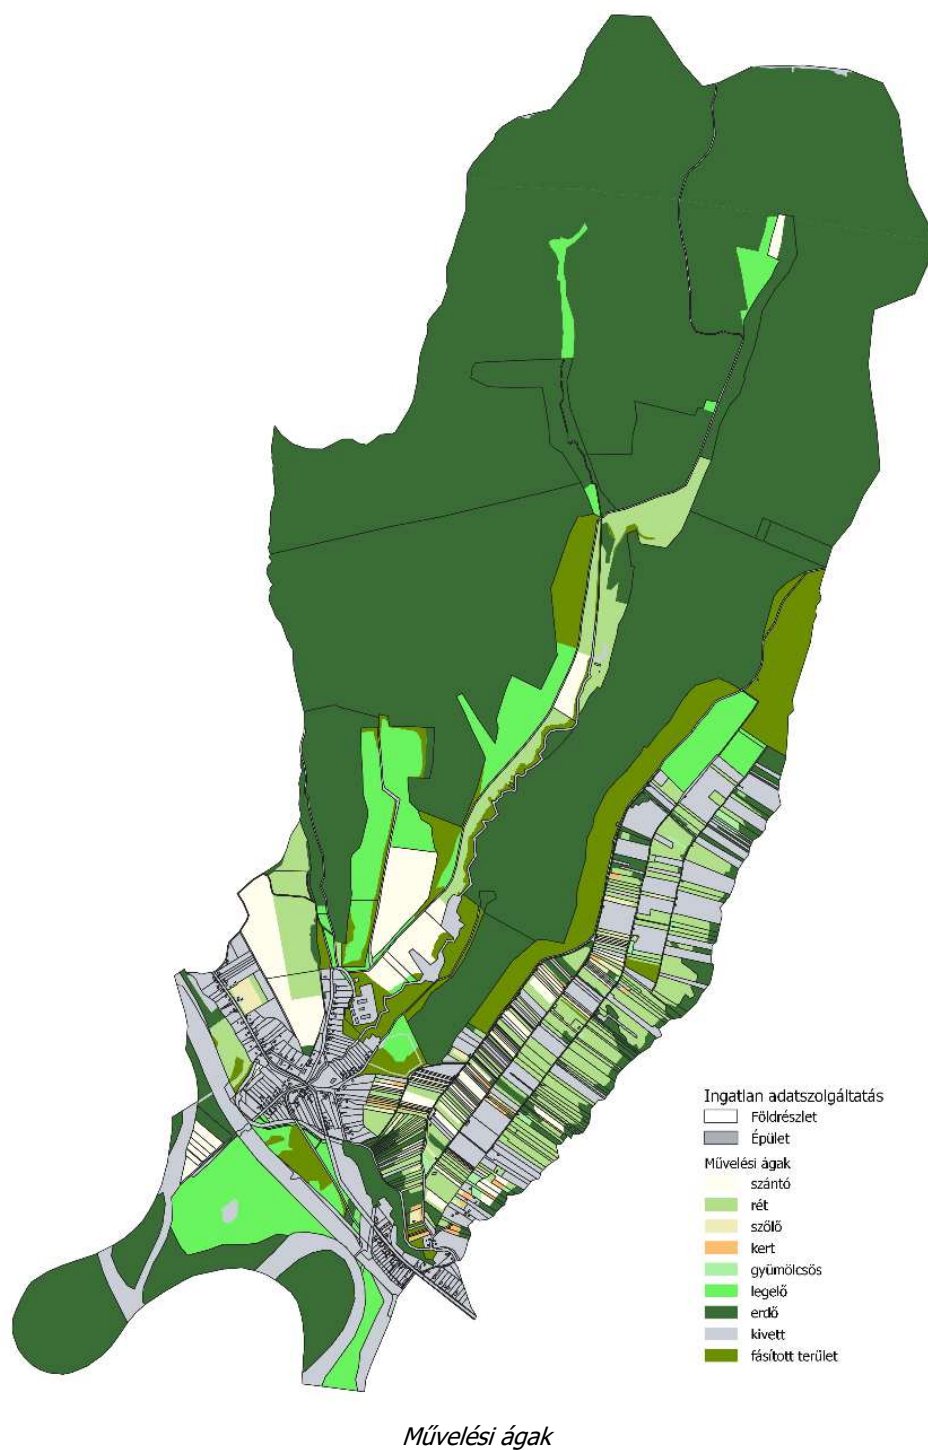 Ingatlan adatszolgáltatás
Földrészlet
Épület
Művelési ágak
szántó
rét
szőlő
kert
gyümölcsös
legelő
erdő
kivett
fásított terület
Művelési ágak